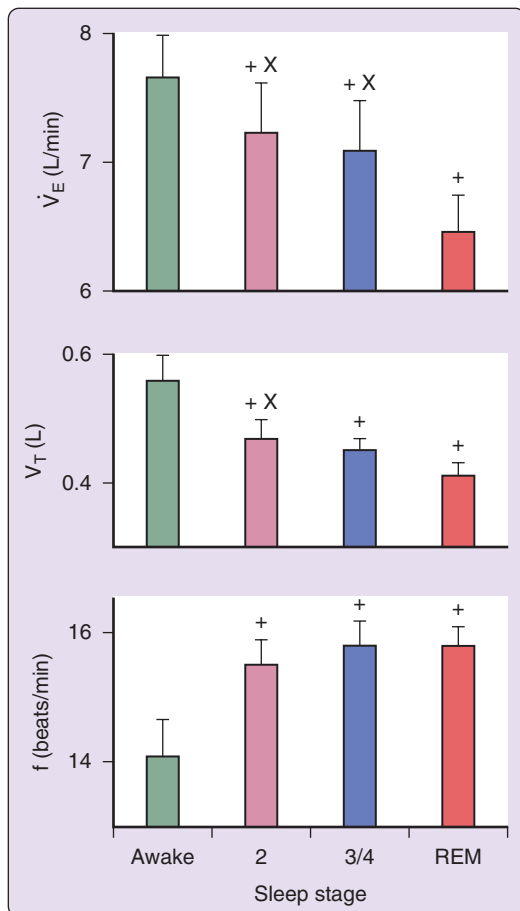 8
+ X
+ X
7
+
6
V̇E (L/min)
0.6
+ X
+
+
0.4
VT (L)
+
+
+
16
14
f (beats/min)
Awake 2 3/4 REM
Sleep stage